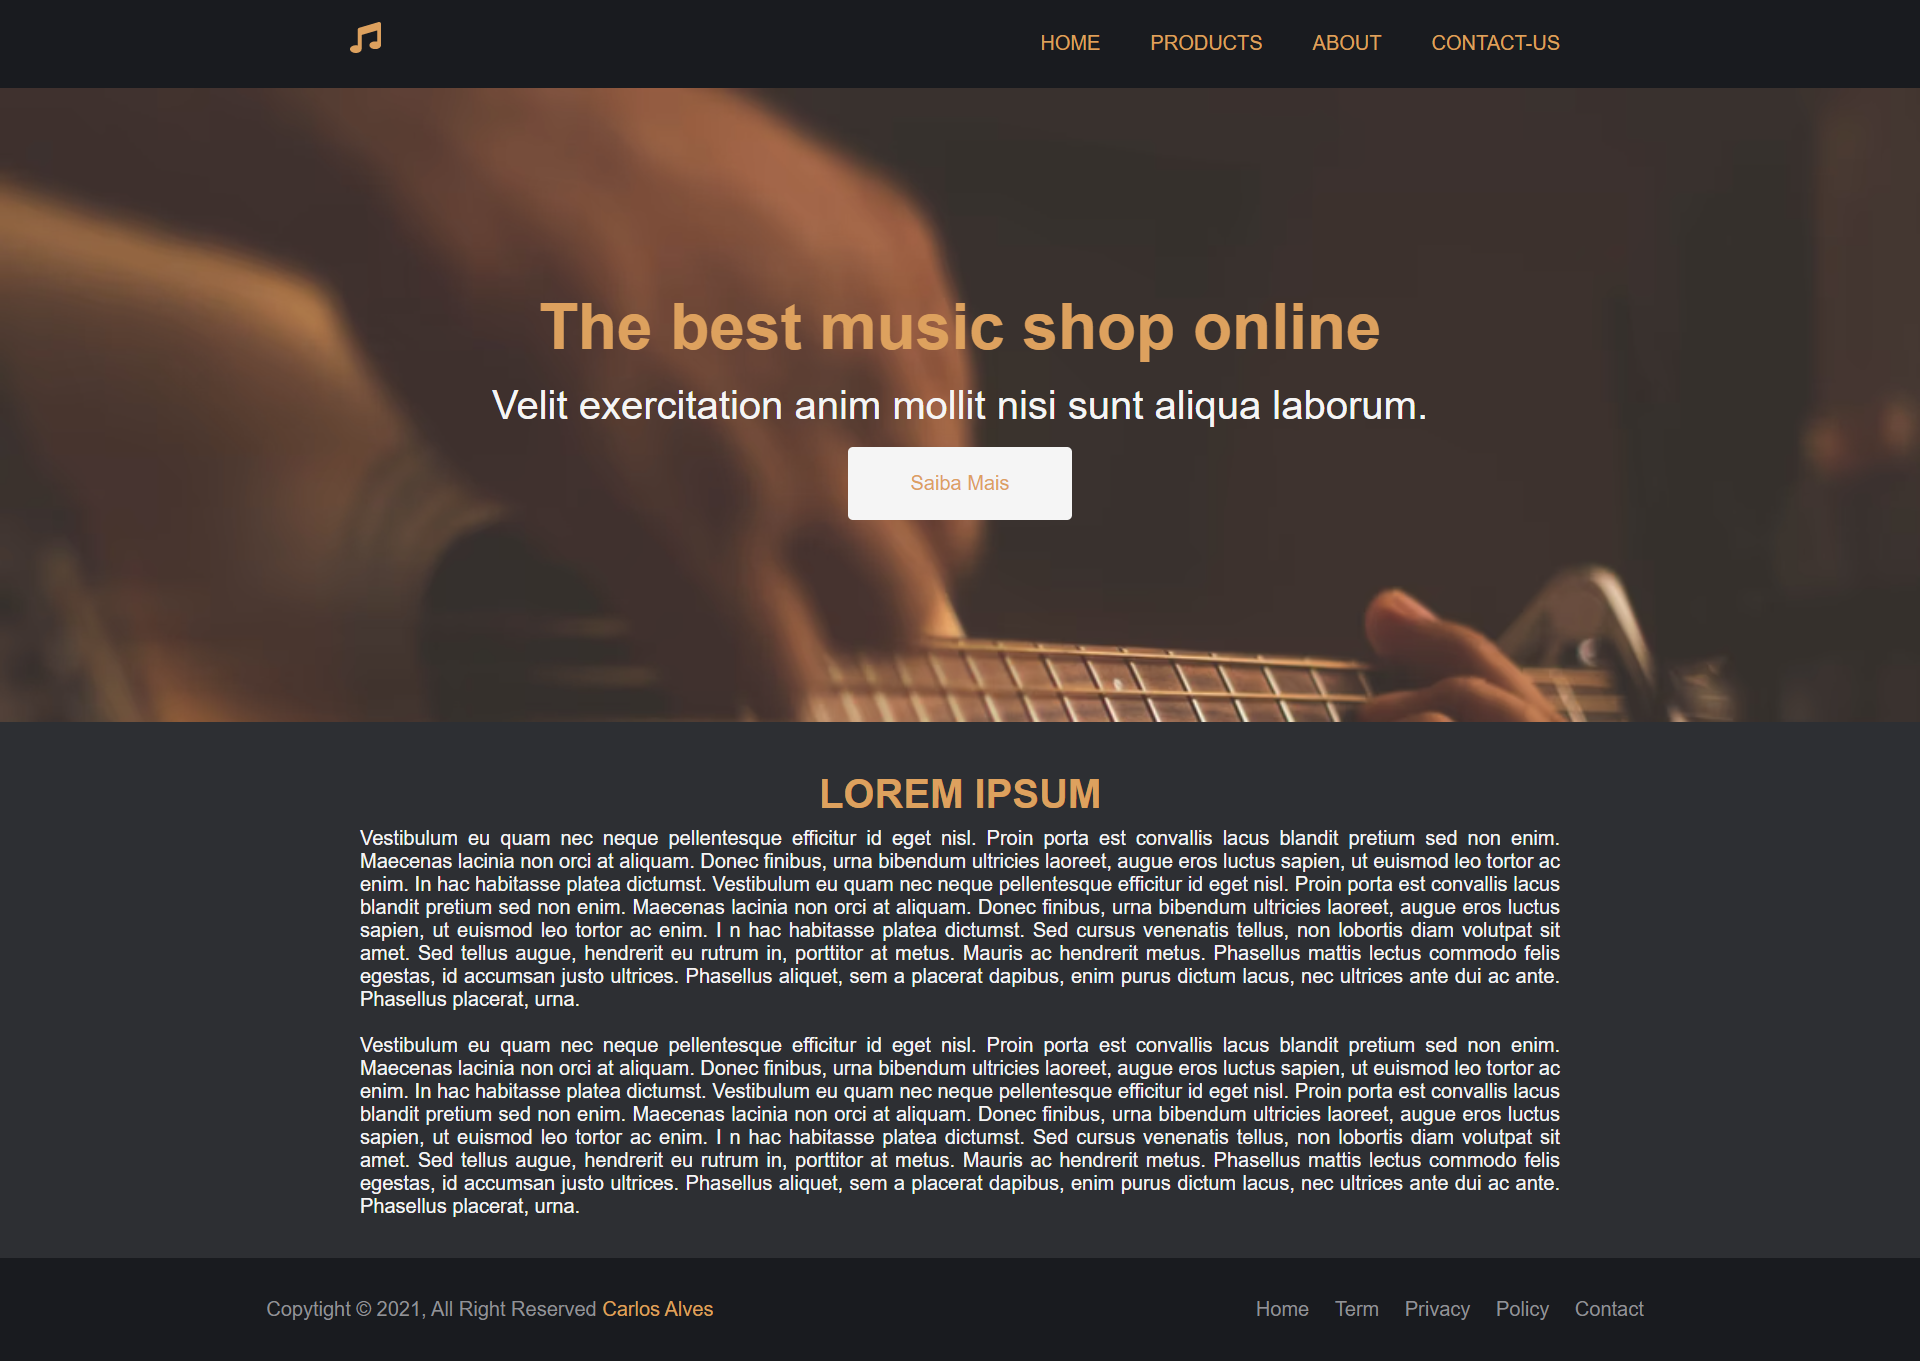 HOME PRODUCTS ABOUT CONTACT-US
The best music shop online
Velit exercitation anim mollit nisi sunt aliqua laborum.
Saiba Mais
LOREM IPSUM
Vestibulum eu quam nec neque pellentesque efficitur id eget nisl. Proin porta est convallis lacus blandit pretium sed non enim.
Maecenas lacinia non orci at aliquam. Donec finibus, urna bibendum ultricies laoreet, augue eros luctus sapien, ut euismod leo tortor ac
enim. In hac habitasse platea dictumst. Vestibulum eu quam nec neque pellentesque efficitur id eget nisl. Proin porta est convallis lacus
blandit pretium sed non enim. Maecenas lacinia non orci at aliquam. Donec finibus, urna bibendum ultricies laoreet, augue eros luctus
sapien, ut euismod leo tortor ac enim. I n hac habitasse platea dictumst. Sed cursus venenatis tellus, non lobortis diam volutpat sit
amet. Sed tellus augue, hendrerit eu rutrum in, porttitor at metus. Mauris ac hendrerit metus. Phasellus mattis lectus commodo felis
egestas, id accumsan justo ultrices. Phasellus aliquet, sem a placerat dapibus, enim purus dictum lacus, nec ultrices ante dui ac ante.
Phasellus placerat, urna.
Vestibulum eu quam nec neque pellentesque efficitur id eget nisl. Proin porta est convallis lacus blandit pretium sed non enim.
Maecenas lacinia non orci at aliquam. Donec finibus, urna bibendum ultricies laoreet, augue eros luctus sapien, ut euismod leo tortor ac
enim. In hac habitasse platea dictumst. Vestibulum eu quam nec neque pellentesque efficitur id eget nisl. Proin porta est convallis lacus
blandit pretium sed non enim. Maecenas lacinia non orci at aliquam. Donec finibus, urna bibendum ultricies laoreet, augue eros luctus
sapien, ut euismod leo tortor ac enim. I n hac habitasse platea dictumst. Sed cursus venenatis tellus, non lobortis diam volutpat sit
amet. Sed tellus augue, hendrerit eu rutrum in, porttitor at metus. Mauris ac hendrerit metus. Phasellus mattis lectus commodo felis
egestas, id accumsan justo ultrices. Phasellus aliquet, sem a placerat dapibus, enim purus dictum lacus, nec ultrices ante dui ac ante.
Phasellus placerat, urna.
Copytight © 2021, All Right Reserved Carlos Alves Home Term Privacy Policy Contact